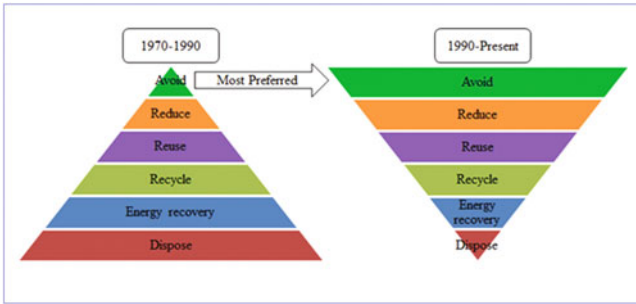 1970-1990
1990-Present
Avoid
Most Preferred
Avoid
Reduce
Reduce
Reuse
Reuse
Recycle
Recycle
Energy recovery
Energy
recovery
Dispose
Dispose